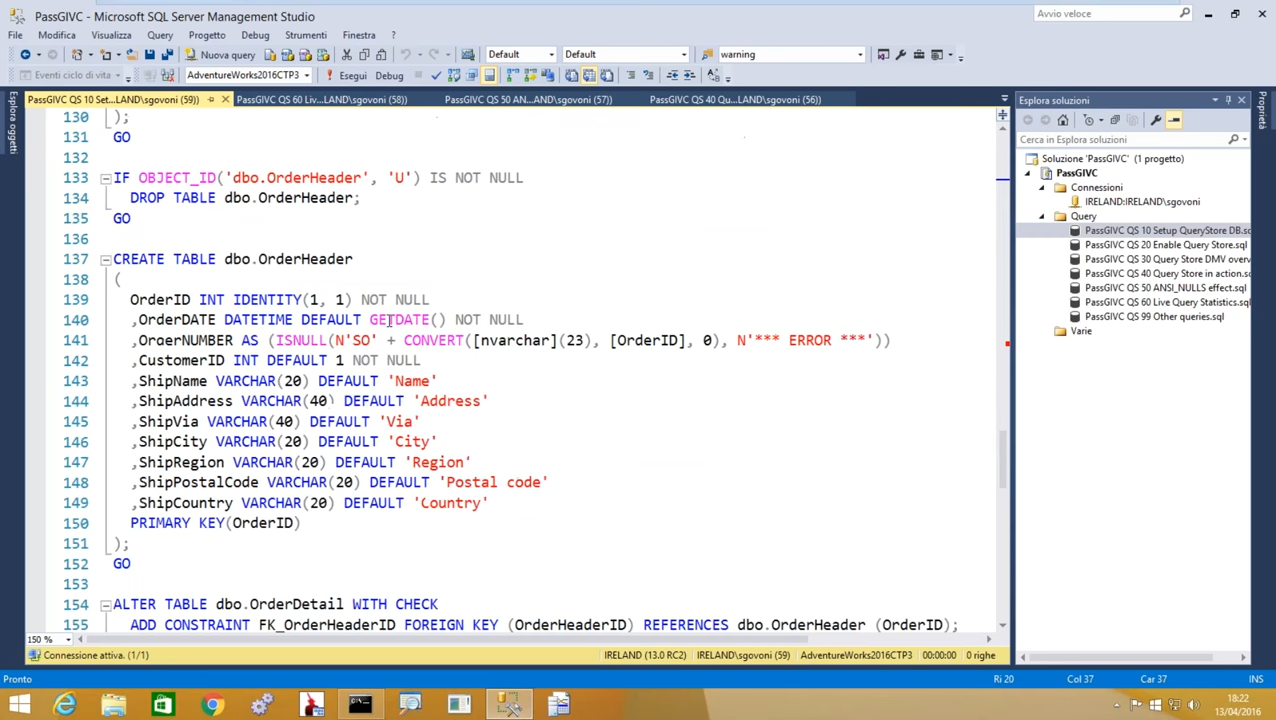 PassGIVC - Microsoft SQL Server Management Studio
Avvio veloce
File Modifica Visualizza Query Progetto Debug Strumenti Finestra ?
Nuova query Default Default warning
Eventi ciclo di vita AdventureWorks2016CTP3 Esegui Debug
PassGIVC QS 10 Set...LAND\sgovoni (59)) PassGIVC QS 60 Liv...LAND\sgovoni (58)) PassGIVC QS 50 AN...AND\sgovoni (57)) PassGIVC QS 40 Qu...LAND\sgovoni (56))
Esplora oggetti
130 );
131 GO
132
133 IF OBJECT_ID('dbo.OrderHeader', 'U') IS NOT NULL
134 DROP TABLE dbo.OrderHeader;
135 GO
136
137 CREATE TABLE dbo.OrderHeader
138 (
139 OrderID INT IDENTITY(1, 1) NOT NULL
140 ,OrderDATE DATETIME DEFAULT GETDATE() NOT NULL
141 ,OrderNUMBER AS (ISNULL(N'SO' + CONVERT([nvarchar](23), [OrderID], 0), N'*** ERROR ***'))
142 ,CustomerID INT DEFAULT 1 NOT NULL
143 ,ShipName VARCHAR(20) DEFAULT 'Name'
144 ,ShipAddress VARCHAR(40) DEFAULT 'Address'
145 ,ShipVia VARCHAR(40) DEFAULT 'Via'
146 ,ShipCity VARCHAR(20) DEFAULT 'City'
147 ,ShipRegion VARCHAR(20) DEFAULT 'Region'
148 ,ShipPostalCode VARCHAR(20) DEFAULT 'Postal code'
149 ,ShipCountry VARCHAR(20) DEFAULT 'Country'
150 PRIMARY KEY(OrderID)
151 );
152 GO
153
154 ALTER TABLE dbo.OrderDetail WITH CHECK
155 ADD CONSTRAINT FK_OrderHeaderID FOREIGN KEY (OrderHeaderID) REFERENCES dbo.OrderHeader (OrderID);
150 %
Connessione attiva. (1/1) IRELAND (13.0 RC2) IRELAND\sgovoni (59) AdventureWorks2016CTP3 00:00:00 0 righe
Esplora soluzioni
Cerca in Esplora soluzioni
Soluzione 'PassGIVC' (1 progetto)
PassGIVC
Connessioni
IRELAND:IRELAND\sgovoni
Query
PassGIVC QS 10 Setup QueryStore DB.sq
PassGIVC QS 20 Enable Query Store.sql
PassGIVC QS 30 Query Store DMV overv
PassGIVC QS 40 Query Store in action.sc
PassGIVC QS 50 ANSI_NULLS effect.sql
PassGIVC QS 60 Live Query Statistics.sql
PassGIVC QS 99 Other queries.sql
Varie
Proprietà
Pronto Ri 20 Col 37 Car 37 INS
18:22
13/04/2016